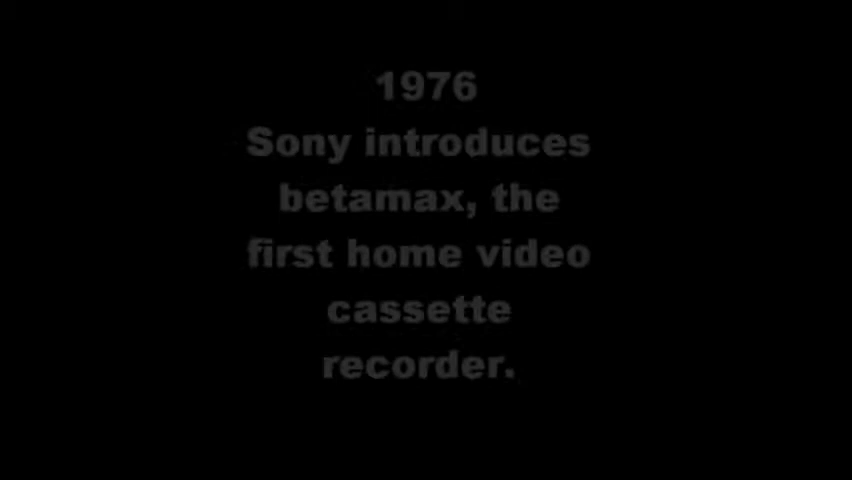 1976
Sony introduces
betamax, the
first home video
cassette
recorder.